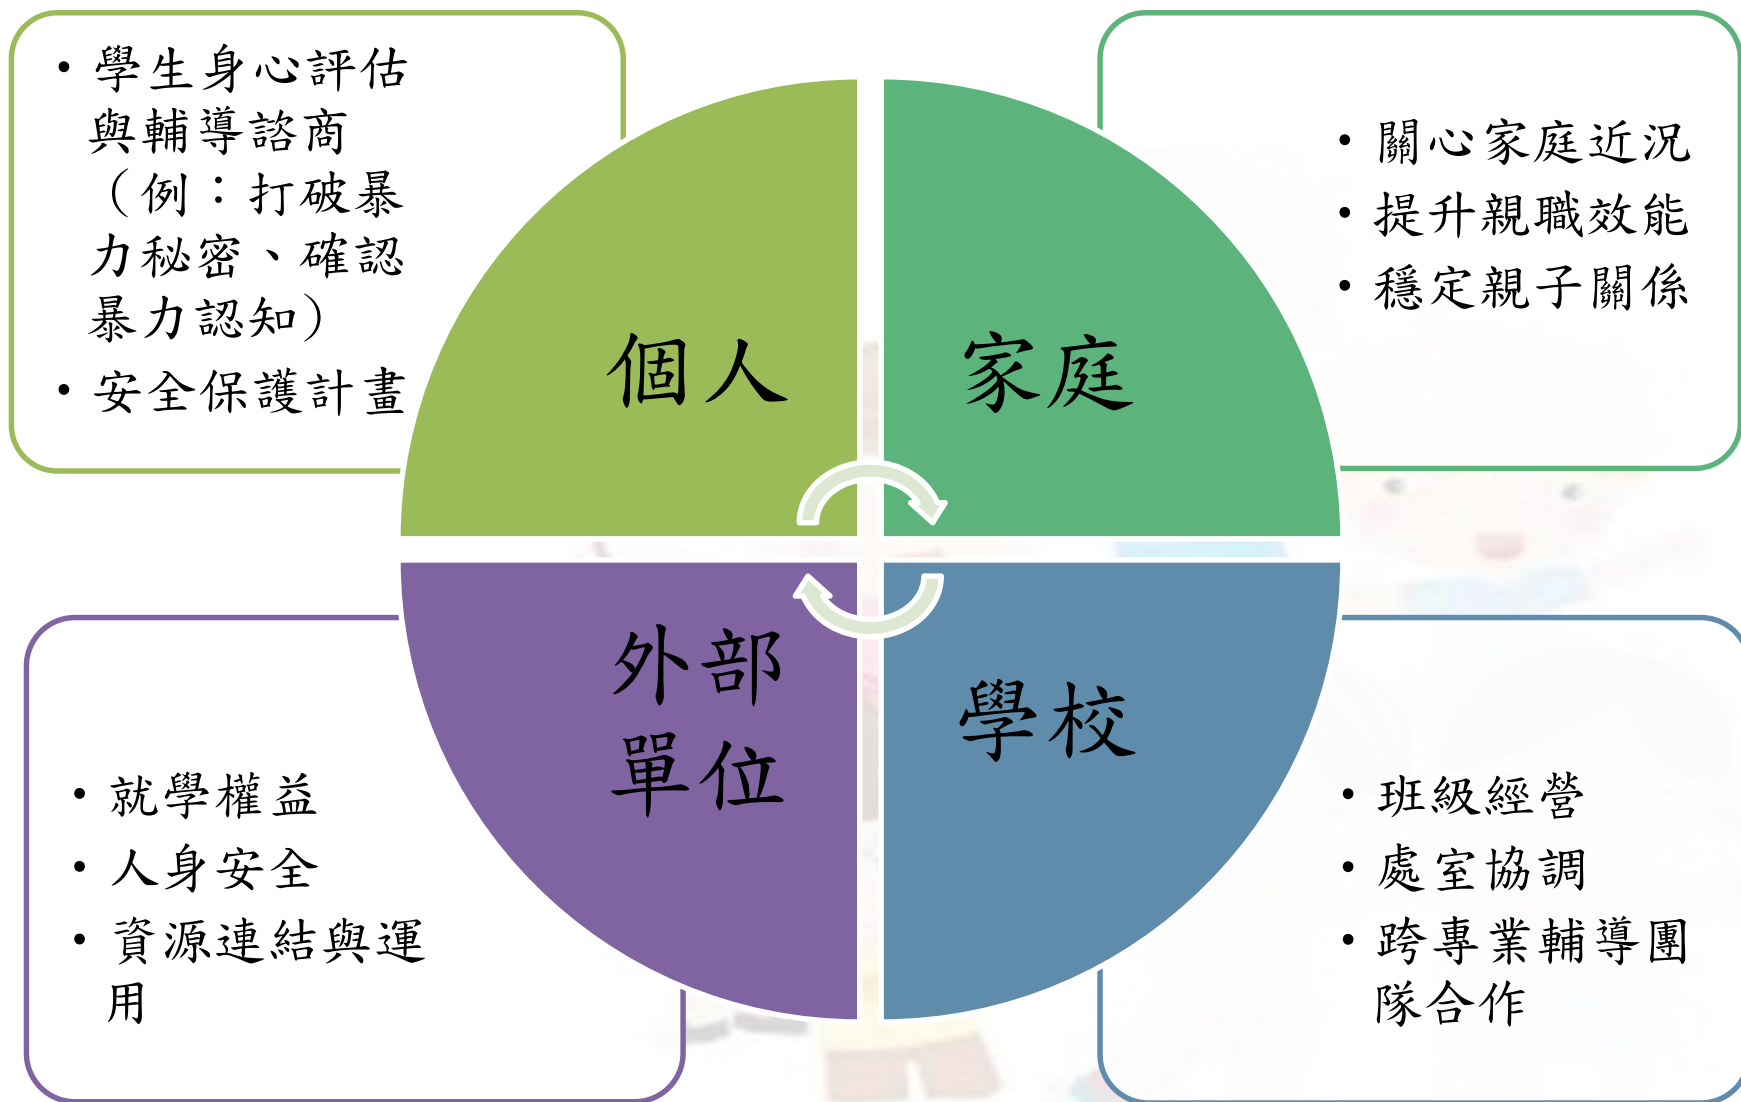 • 學生身心評估
與輔導諮商
（例：打破暴
力秘密、確認
暴力認知）
• 安全保護計畫
個人
• 關心家庭近況
• 提升親職效能
• 穩定親子關係
家庭
外部
單位
• 就學權益
• 人身安全
• 資源連結與運
用
學校
• 班級經營
• 處室協調
• 跨專業輔導團
隊合作